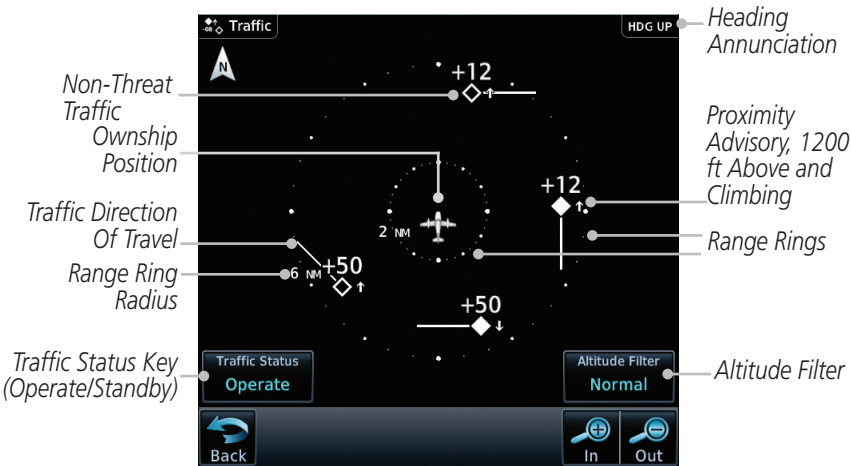 -08 Traffic
HDG UP
Heading
Annunciation
N
+12
Non-Threat
Traffic
Ownship
Position
Proximity
Advisory, 1200
ft Above and
Climbing
+12
Traffic Direction
Of Travel
2 NM
Range Rings
Range Ring
Radius
6 NM
+50
+50
Traffic Status Key
(Operate/Standby)
Traffic Status
Operate
Altitude Filter
Normal
Altitude Filter
Back
In
Out